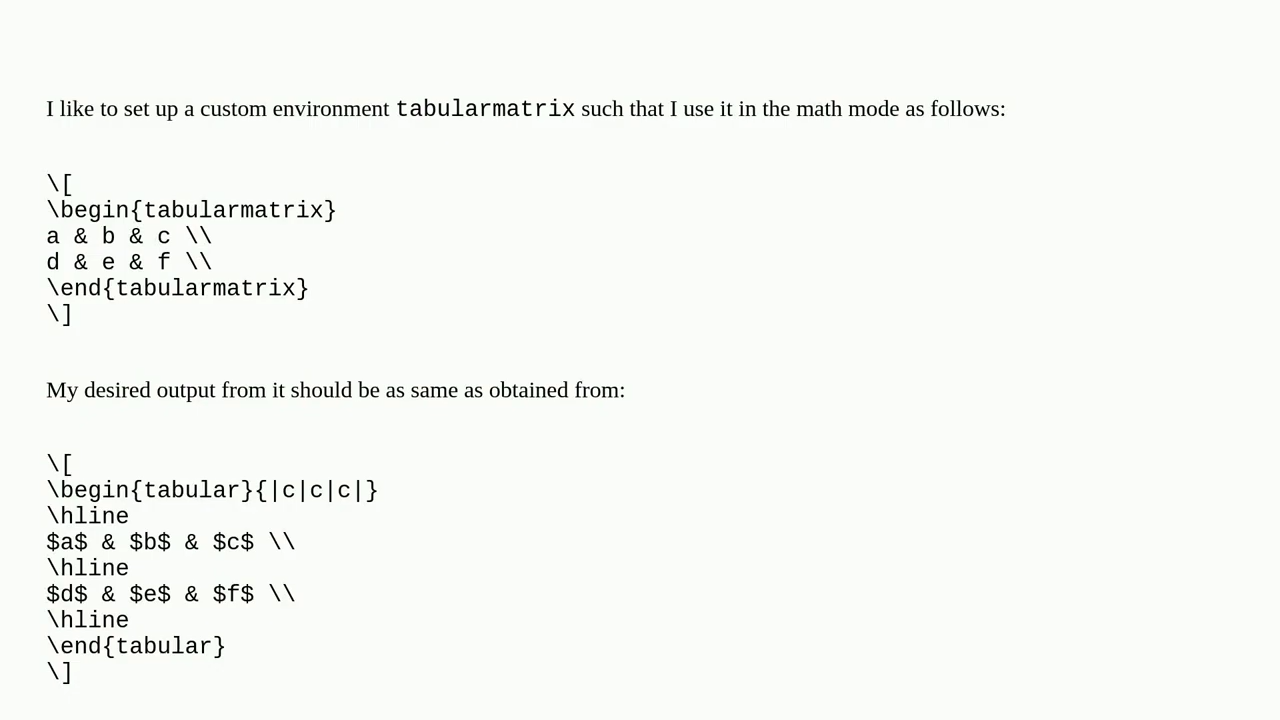 I like to set up a custom environment tabularmatrix such that I use it in the math mode as follows:
\[
\begin{tabularmatrix}
a & b & c \\
d & e & f \\
\end{tabularmatrix}
\]
My desired output from it should be as same as obtained from:
\[
\begin{tabular}{|c|c|c|}
\hline
$a$ & $b$ & $c$ \\
\hline
$d$ & $e$ & $f$ \\
\hline
\end{tabular}
\]